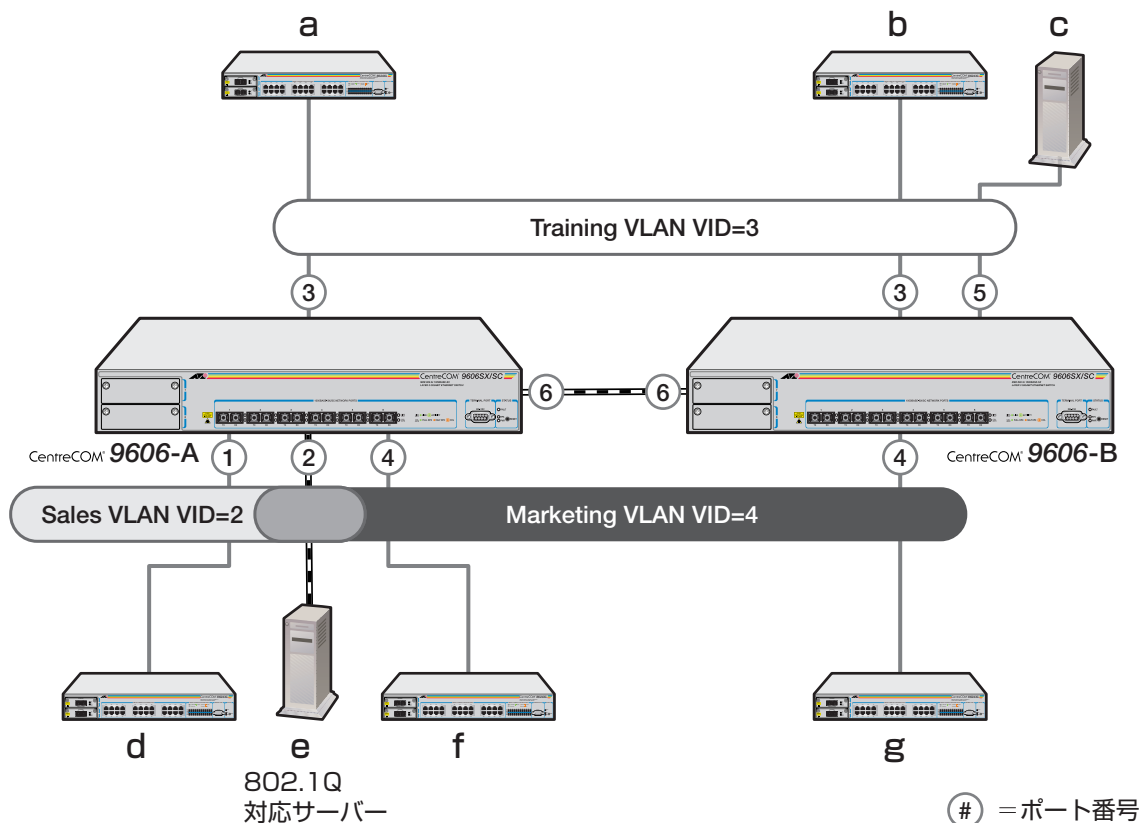 a
b
c
Training VLAN VID=3
3
3
5
CentreCOM 9606SX/SC
CentreCOM 9606SX/SC
6
6
CentreCOM 9606-A
1
2
4
4
CentreCOM 9606-B
Sales VLAN VID=2
Marketing VLAN VID=4
d
e
f
g
802.1Q
対応サーバー
# =ポート番号